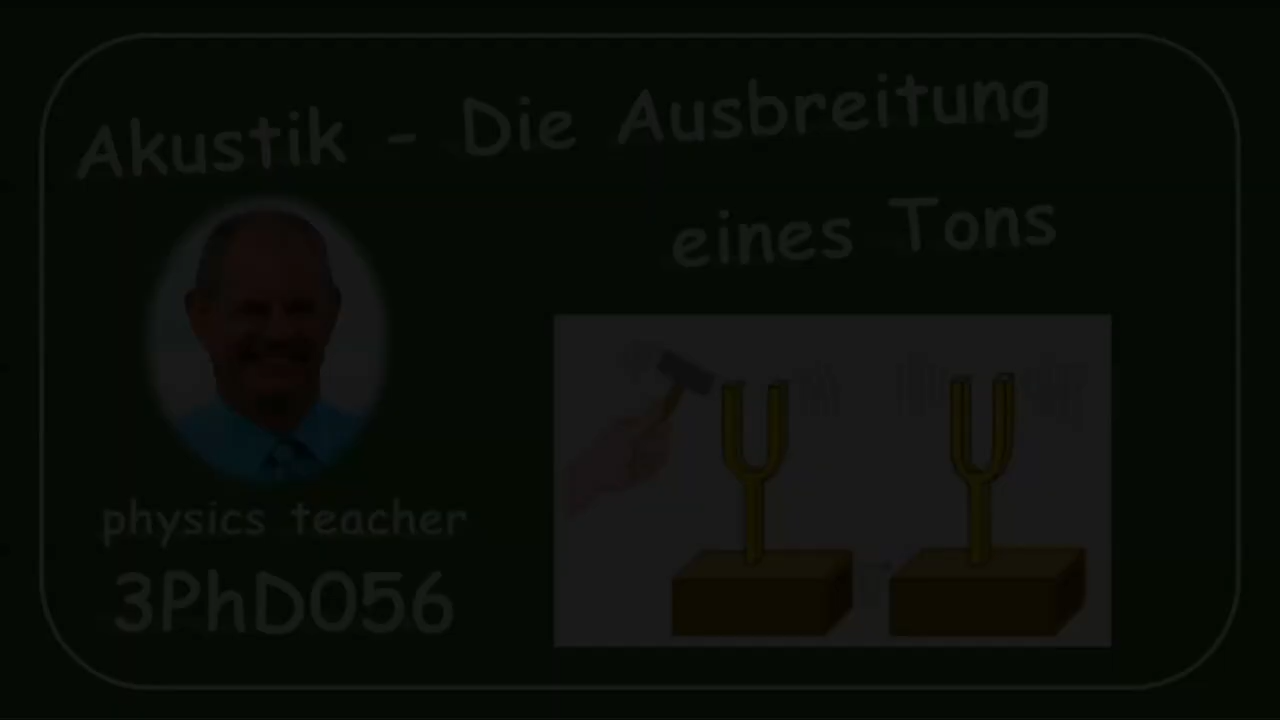 Akustik - Die Ausbreitung
eines Tons
physics teacher
3PhD056